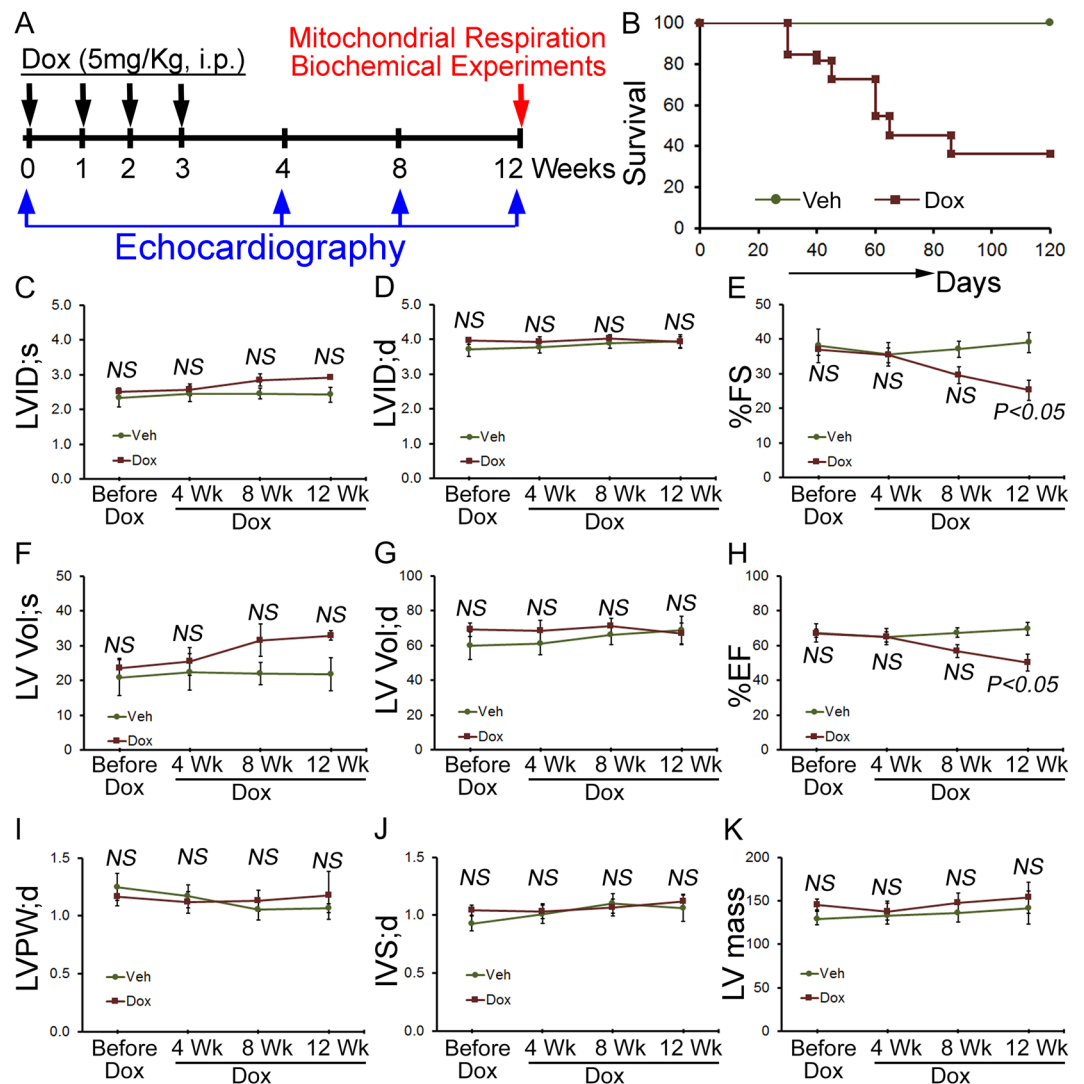 A
Dox (5mg/Kg, i.p.)
Mitochondrial Respiration
Biochemical Experiments
0 1 2 3 4 8 12 Weeks
Echocardiography
B
Survival
100
80
60
40
20
0
Veh Dox
0 20 40 60 80 100 120
Days
C
LVID;s
5.0
4.0
3.0
2.0
1.0
0.0
NS NS NS NS
Veh
Dox
Before Dox
4 Wk 8 Wk 12 Wk
Dox
D
LVID;d
5.0
4.0
3.0
2.0
1.0
0.0
NS NS NS NS
Veh
Dox
Before Dox
4 Wk 8 Wk 12 Wk
Dox
E
%FS
50
40
30
20
10
0
NS NS NS P<0.05
Veh
Dox
Before Dox
4 Wk 8 Wk 12 Wk
Dox
F
LV Vol;s
50
40
30
20
10
0
NS NS NS NS
Veh
Dox
Before Dox
4 Wk 8 Wk 12 Wk
Dox
G
LV Vol;d
100
80
60
40
20
0
NS NS NS NS
Veh
Dox
Before Dox
4 Wk 8 Wk 12 Wk
Dox
H
%EF
100
80
60
40
20
0
NS NS NS P<0.05
Veh
Dox
Before Dox
4 Wk 8 Wk 12 Wk
Dox
I
LVPW;d
1.5
1.0
0.5
0.0
NS NS NS NS
Veh
Dox
Before Dox
4 Wk 8 Wk 12 Wk
Dox
J
IVS;d
1.5
1.0
0.5
0.0
NS NS NS NS
Veh
Dox
Before Dox
4 Wk 8 Wk 12 Wk
Dox
K
LV mass
200
150
100
50
0
NS NS NS NS
Veh
Dox
Before Dox
4 Wk 8 Wk 12 Wk
Dox